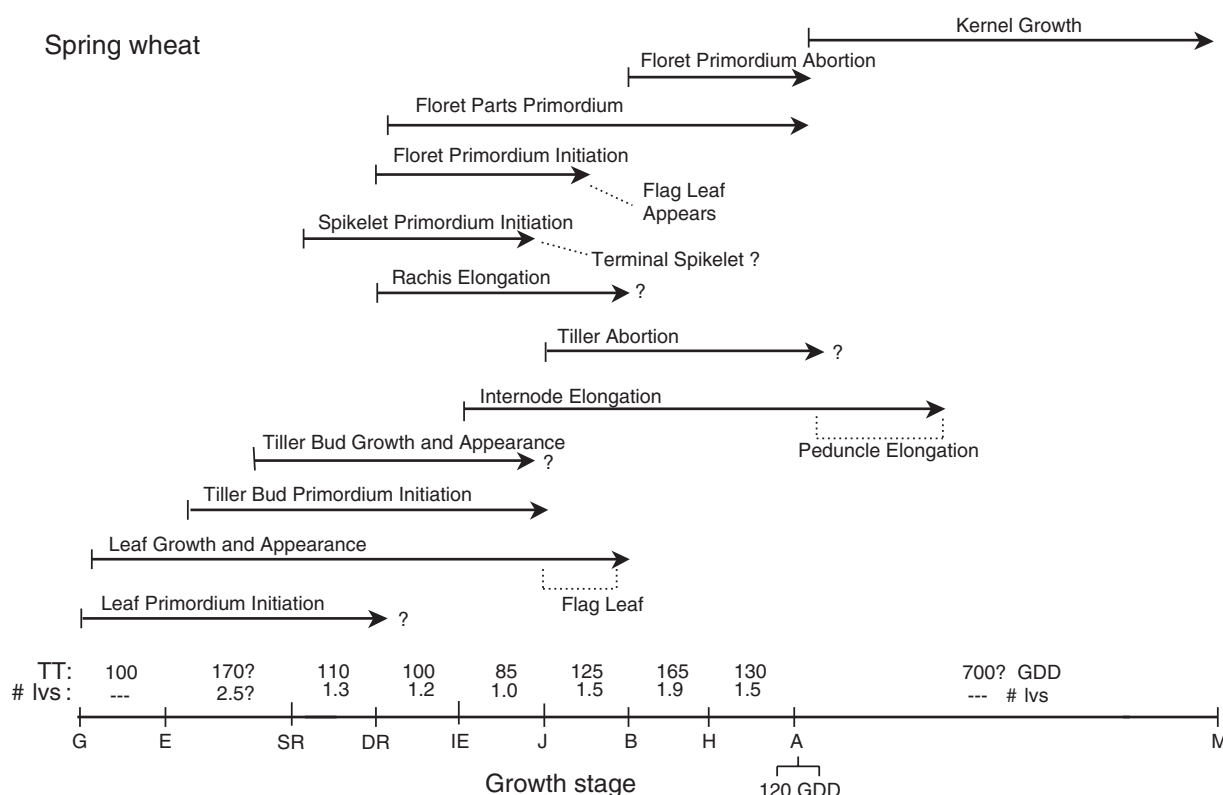 Spring wheat
Kernel Growth
Floret Primordium Abortion
Floret Parts Primordium
Floret Primordium Initiation
Flag Leaf
Appears
Spikelet Primordium Initiation
Terminal Spikelet ?
Rachis Elongation
?
Tiller Abortion
?
Internode Elongation
Peduncle Elongation
Tiller Bud Growth and Appearance
?
Tiller Bud Primordium Initiation
Leaf Growth and Appearance
Flag Leaf
Leaf Primordium Initiation
?
TT: 100 170? 110 100 85 125 165 130 700? GDD
# lvs: --- 2.5? 1.3 1.2 1.0 1.5 1.9 1.5 --- # lvs
G E SR DR IE J B H A M
Growth stage
120 GDD